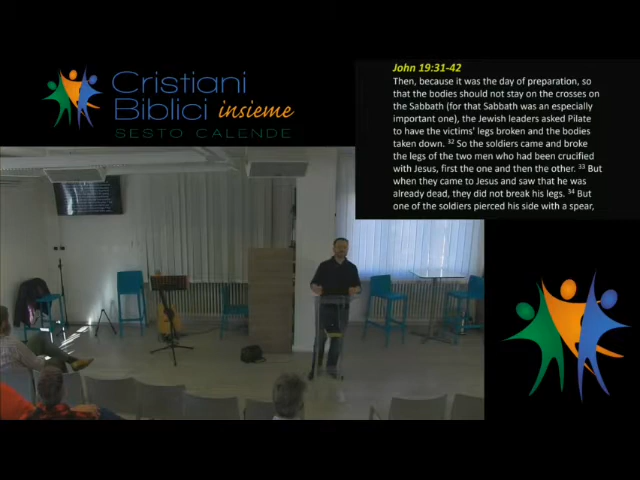 Cristiani
Biblici insieme
SESTO CALENDE
John 19:31-42
Then, because it was the day of preparation, so
that the bodies should not stay on the crosses on
the Sabbath (for that Sabbath was an especially
important one), the Jewish leaders asked Pilate
to have the victims' legs broken and the bodies
taken down. 32 So the soldiers came and broke
the legs of the two men who had been crucified
with Jesus, first the one and then the other. 33 But
when they came to Jesus and saw that he was
already dead, they did not break his legs. 34 But
one of the soldiers pierced his side with a spear,